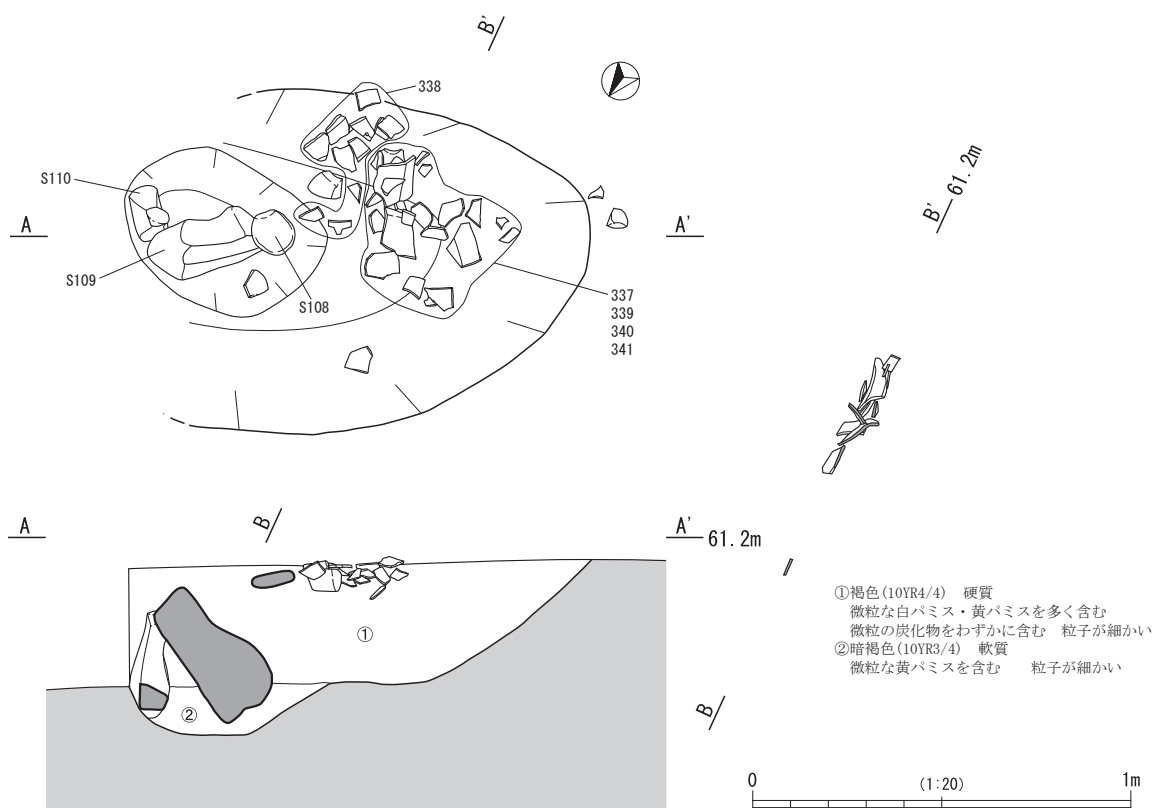 B'
338
S110
A
A'
B'
61.2m
S109
S108
337
339
340
341
A
B
A'
61.2m
①褐色(10YR4/4)　硬質
微粒な白パミス・黄パミスを多く含む
微粒の炭化物をわずかに含む　粒子が細かい
②暗褐色(10YR3/4)　軟質
微粒な黄パミスを含む　　粒子が細かい
①
②
B
0
(1:20)
1m